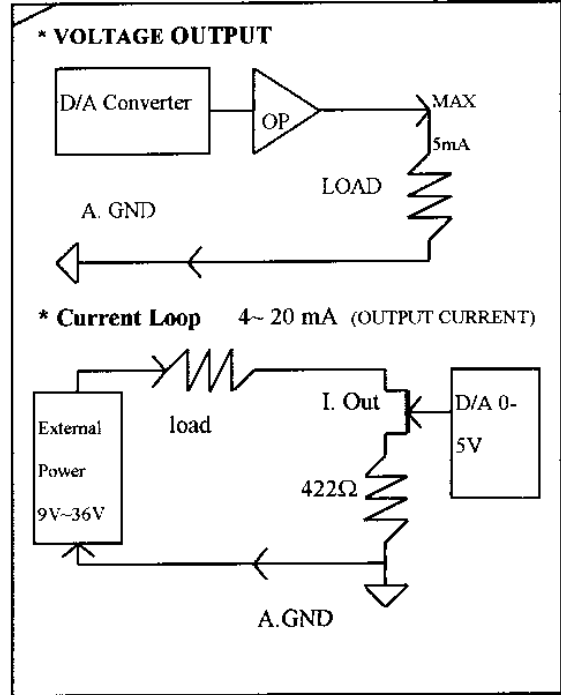 * VOLTAGE OUTPUT
D/A Converter
OP
MAX
5mA
LOAD
A. GND
* Current Loop 4~ 20 mA (OUTPUT CURRENT)
load
I. Out
D/A 0-
5V
External
Power
9V~36V
422Ω
A.GND